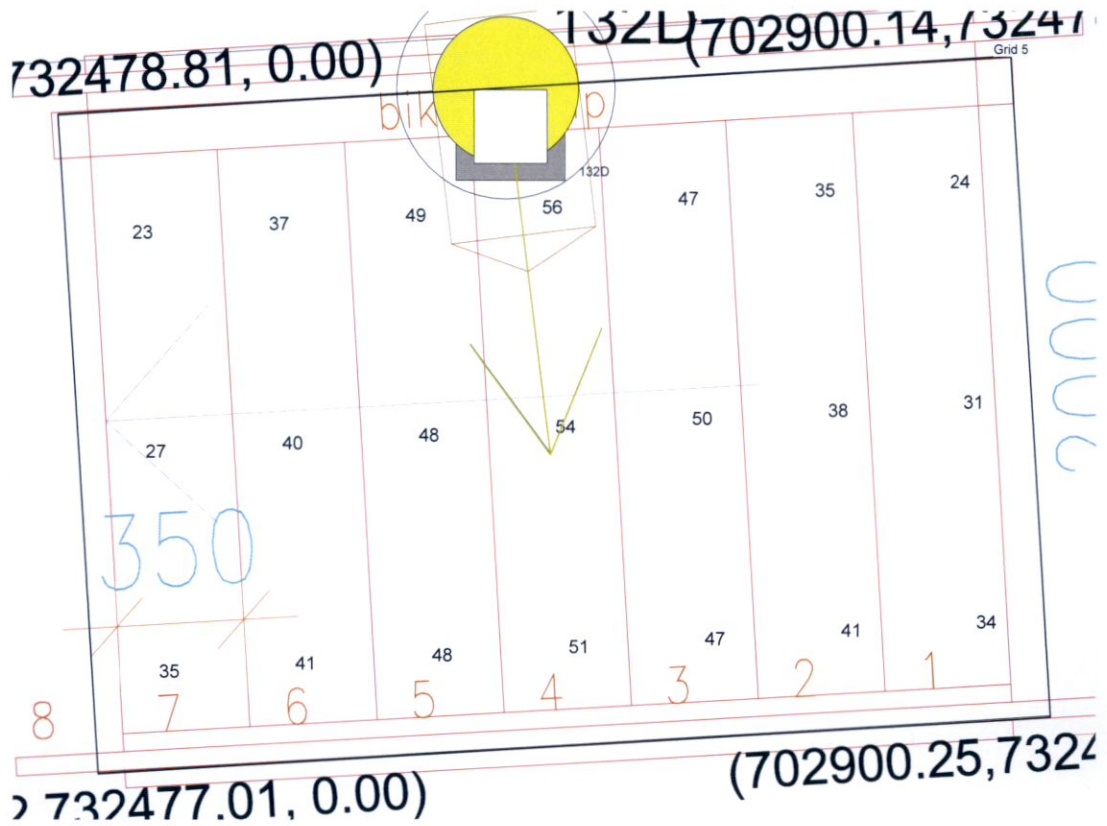 132D
(702900.14,73247
732478.81, 0.00)
Grid 5
bik
p
132D
23 37 49 56 47 35 24
27 40 48 54 50 38 31
350
35 41 48 51 47 41 34
8 7 6 5 4 3 2 1
(702900.25,7324
732477.01, 0.00)